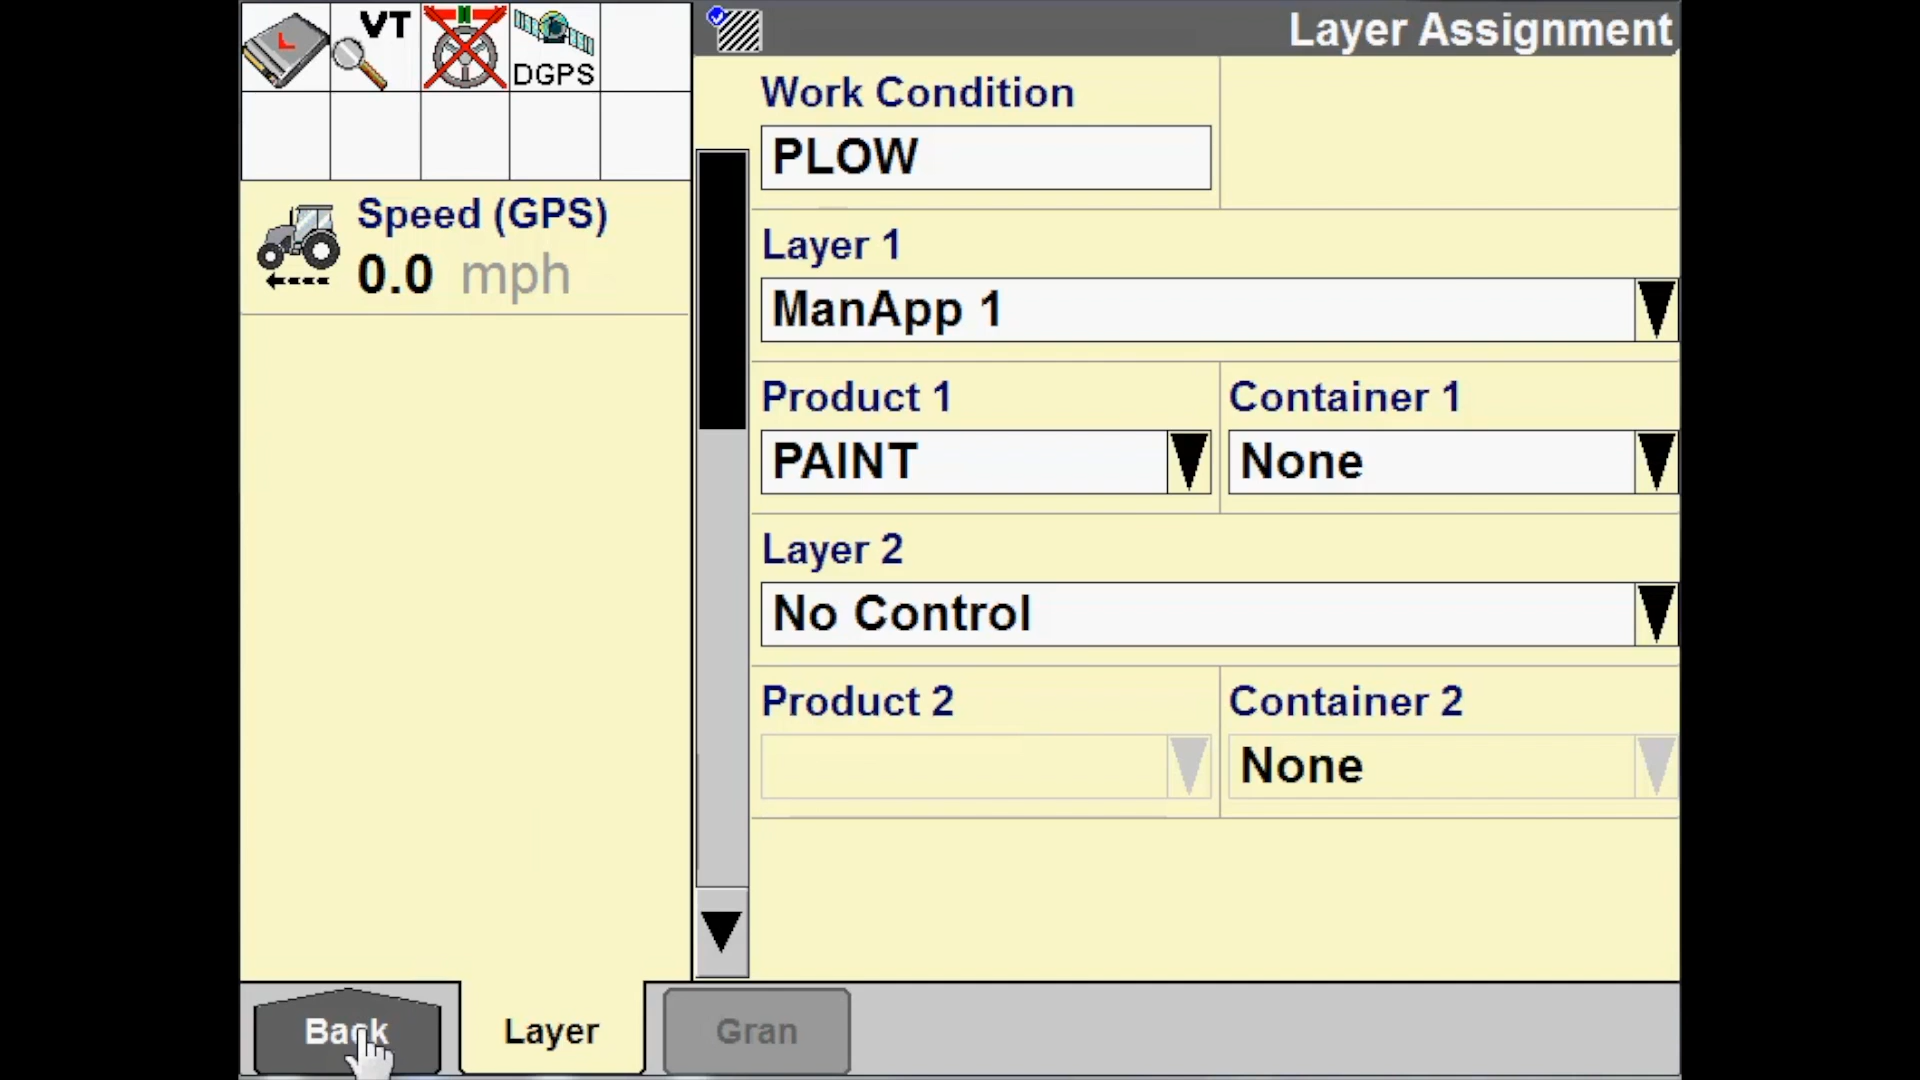 VT
DGPS
Speed (GPS)
0.0 mph
Layer Assignment
Work Condition
PLOW
Layer 1
ManApp 1
Product 1
Container 1
PAINT
None
Layer 2
No Control
Product 2
Container 2
None
Back
Layer
Gran